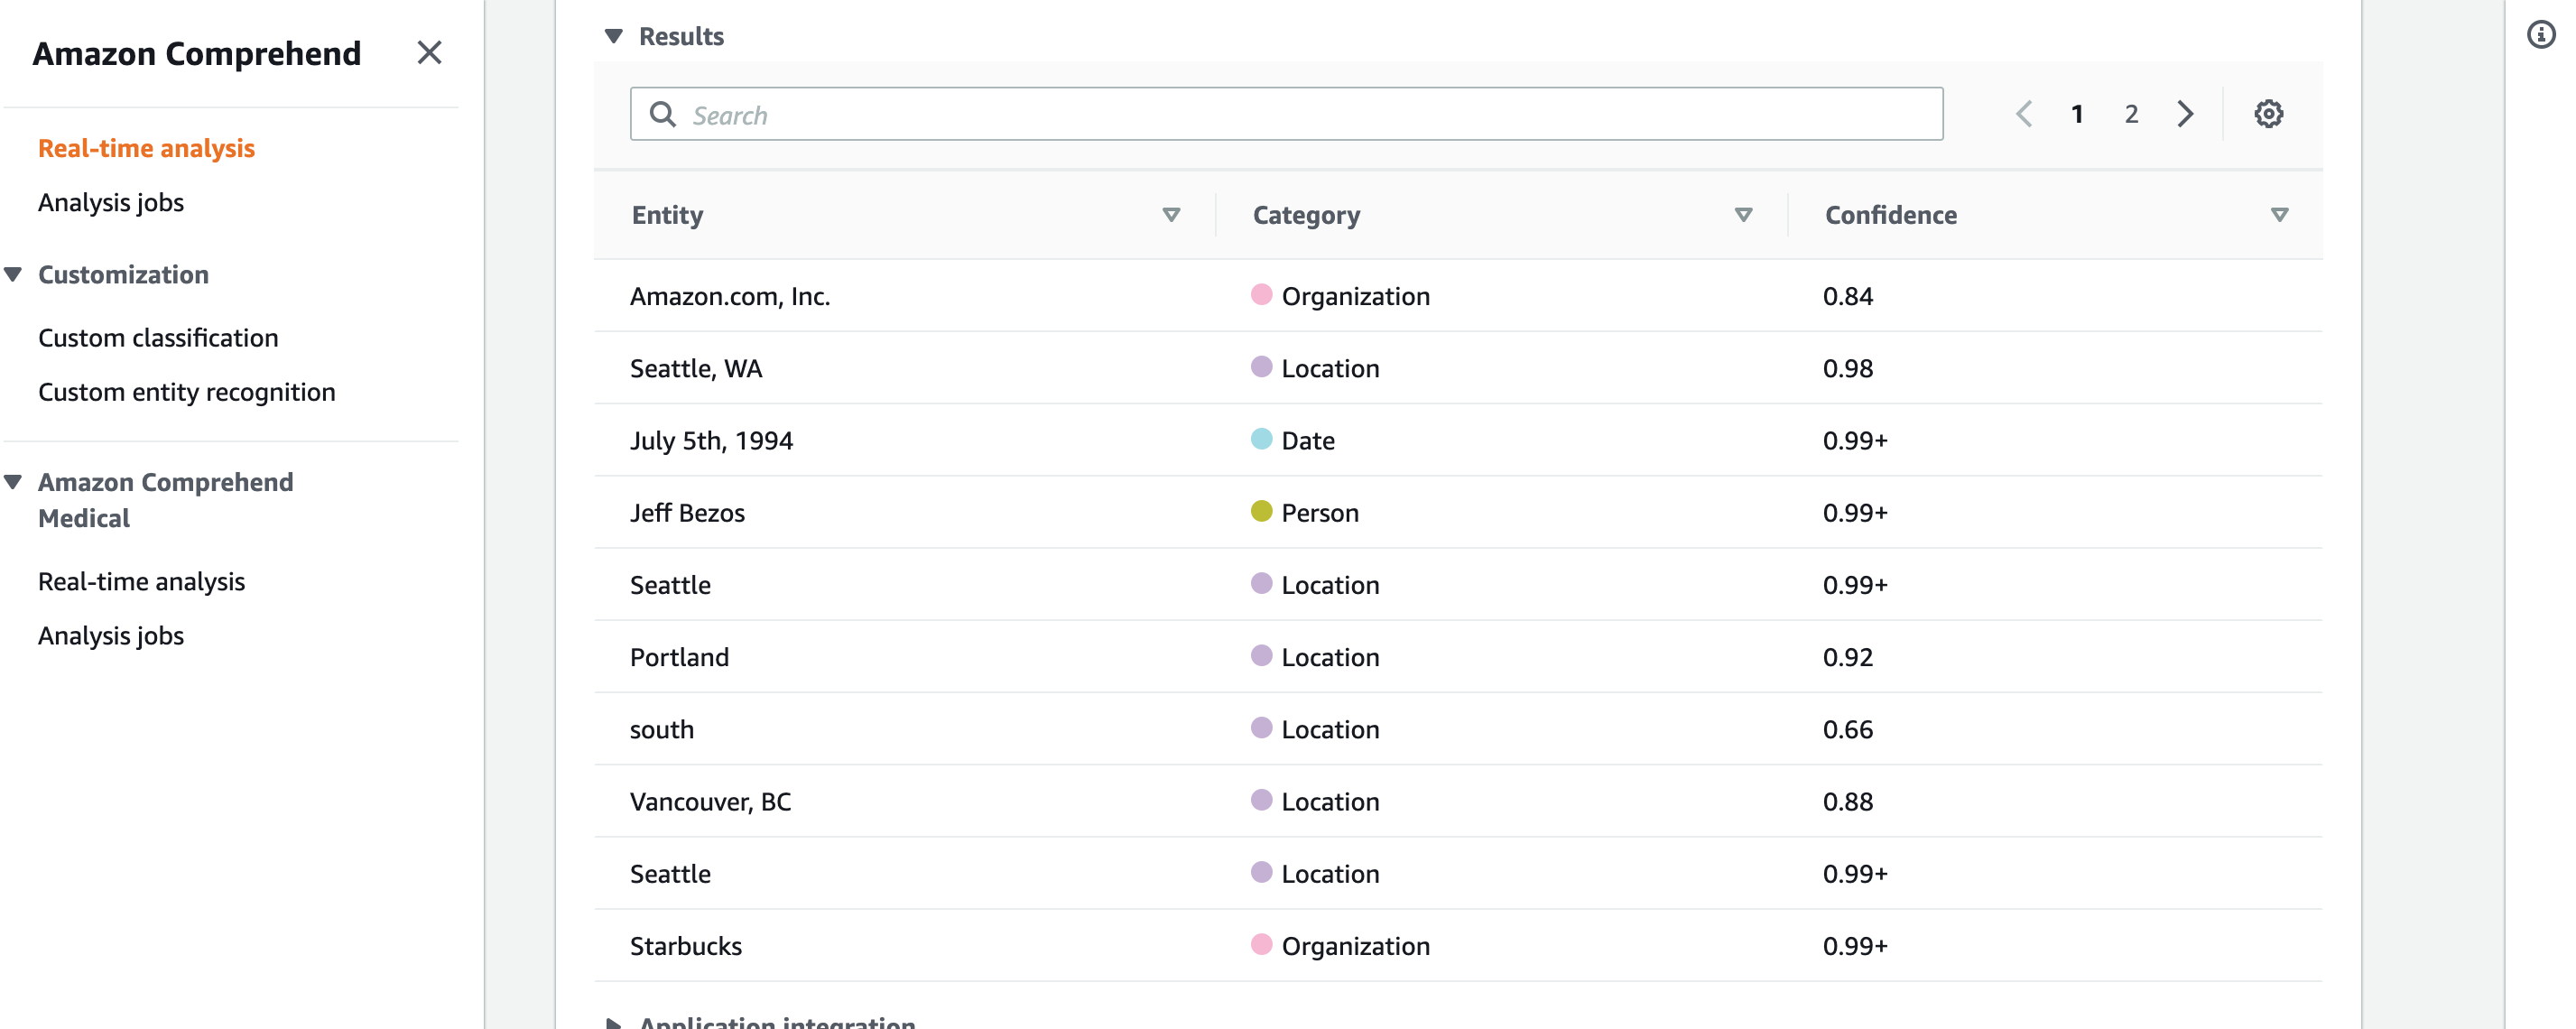 Amazon Comprehend
Real-time analysis
Analysis jobs
Customization
Custom classification
Custom entity recognition
Amazon Comprehend
Medical
Real-time analysis
Analysis jobs
Results
Search
1 2
Entity Category Confidence
Amazon.com, Inc. Organization 0.84
Seattle, WA Location 0.98
July 5th, 1994 Date 0.99+
Jeff Bezos Person 0.99+
Seattle Location 0.99+
Portland Location 0.92
south Location 0.66
Vancouver, BC Location 0.88
Seattle Location 0.99+
Starbucks Organization 0.99+
Application integration